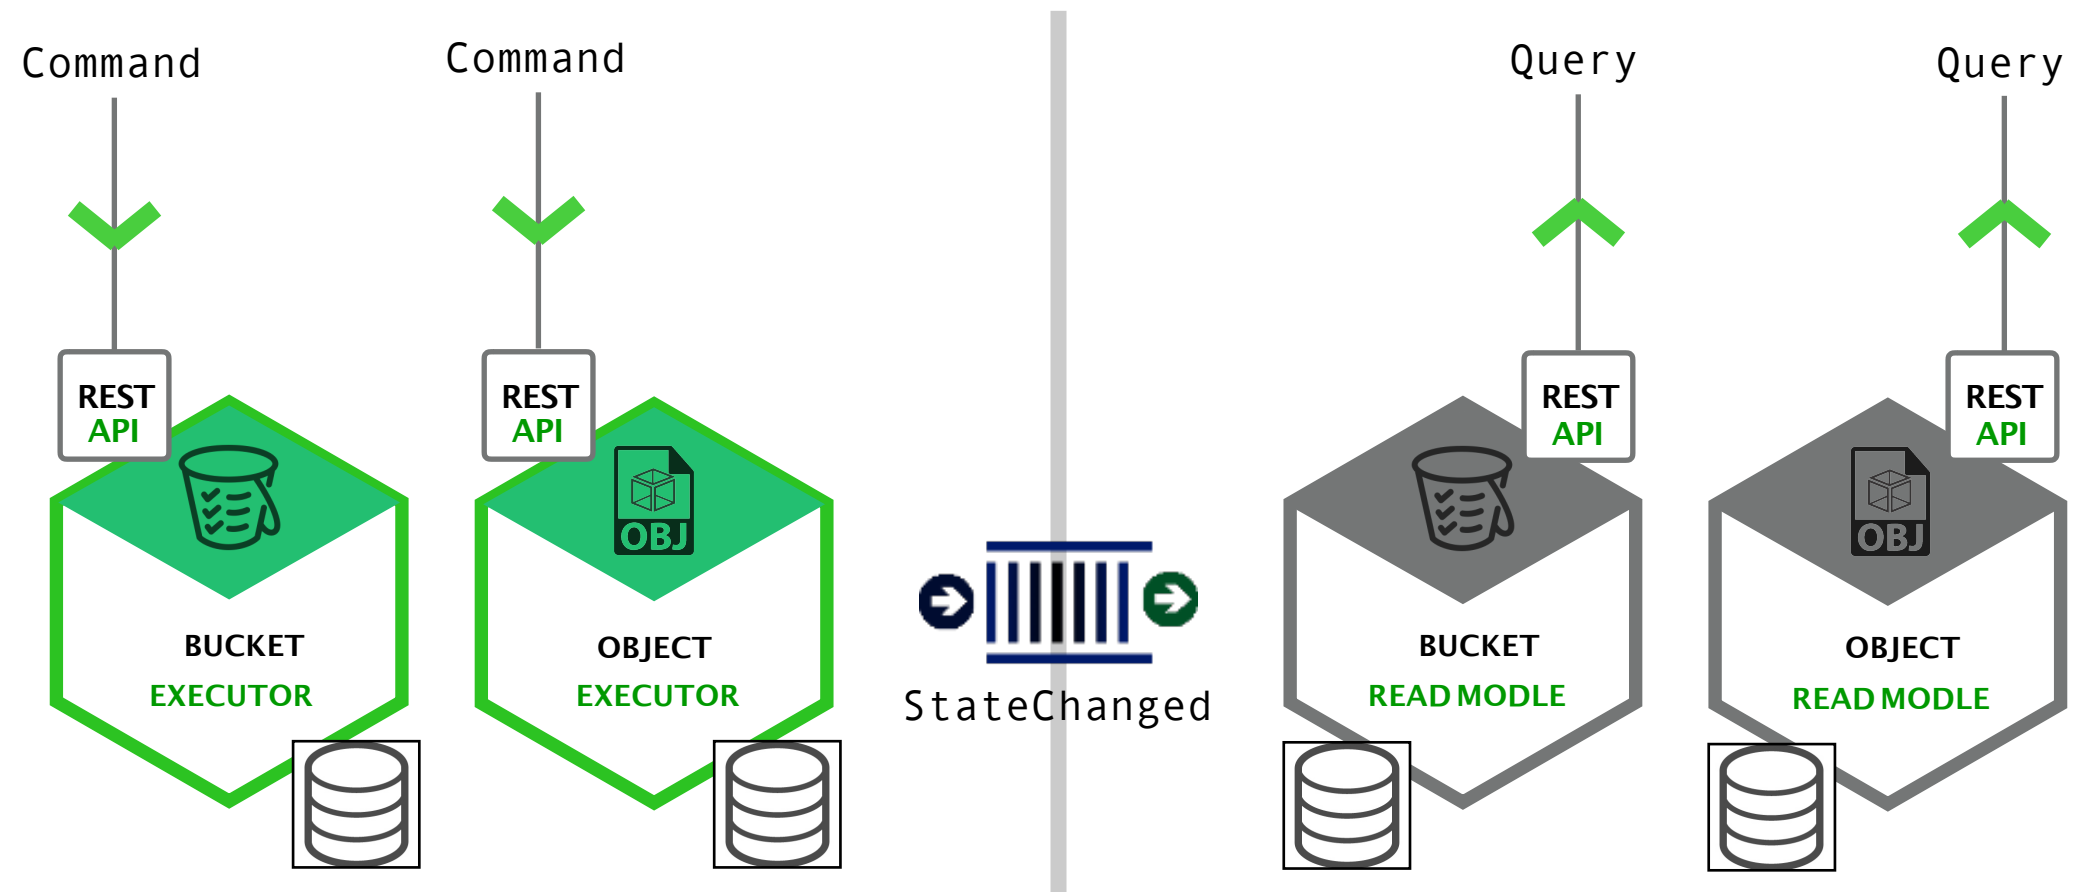 Command
Command
Query
Query
REST
API
REST
API
REST
API
REST
API
OBJ
OBJ
BUCKET
EXECUTOR
OBJECT
EXECUTOR
StateChanged
BUCKET
READ MODLE
OBJECT
READ MODLE